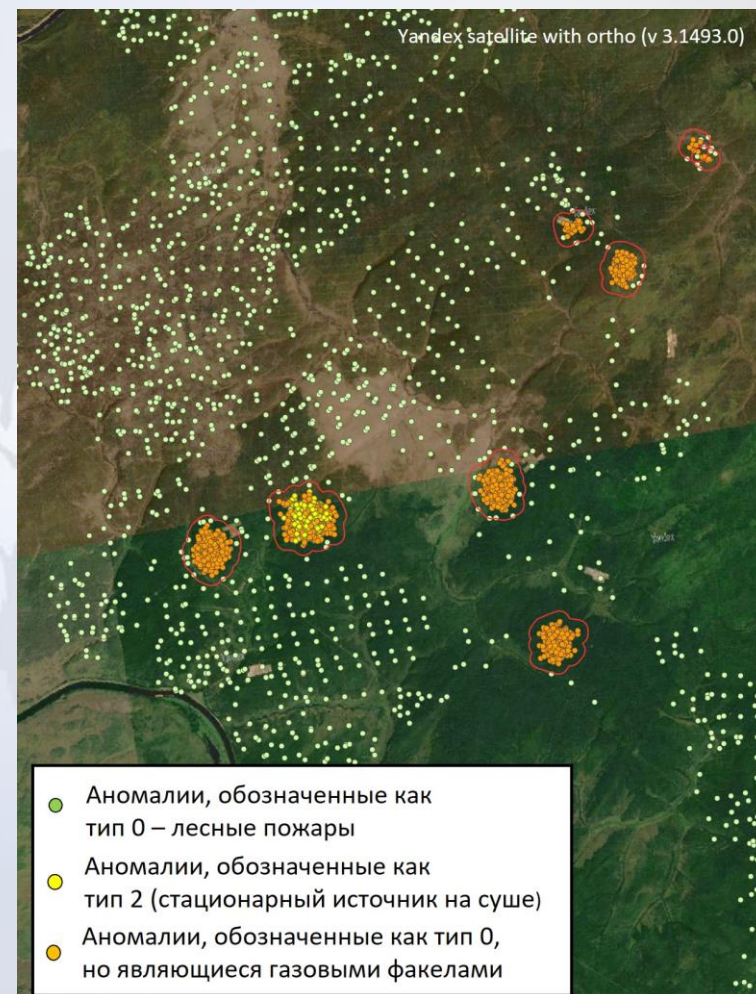 Yandex satellite with ortho (v 3.1493.0)
Yandex
Аномалии, обозначенные как
тип 0 – лесные пожары
Аномалии, обозначенные как
тип 2 (стационарный источник на суше)
Аномалии, обозначенные как тип 0,
но являющиеся газовыми факелами